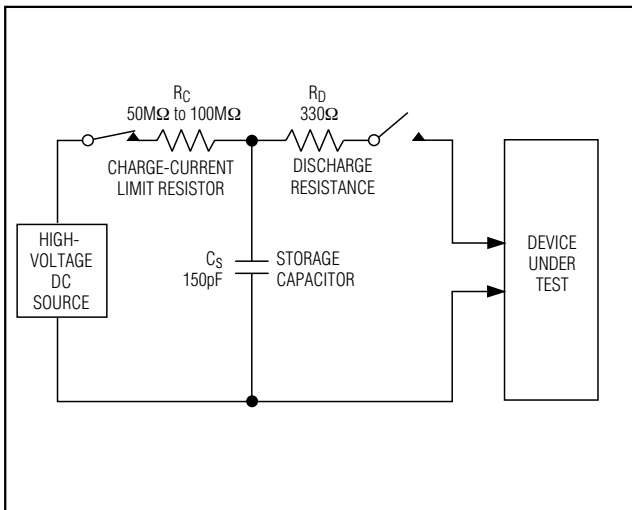 R_C
50MΩ to 100MΩ
CHARGE-CURRENT
LIMIT RESISTOR
R_D
330Ω
DISCHARGE
RESISTANCE
HIGH-
VOLTAGE
DC
SOURCE
C_S
150pF
STORAGE
CAPACITOR
DEVICE
UNDER
TEST